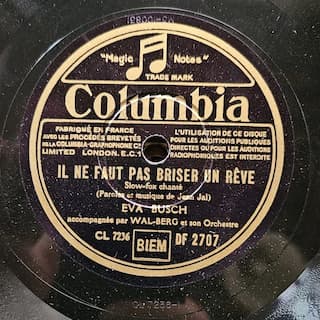 "Magic Notes"
TRADE MARK
Columbia
FABRIQUÉ EN FRANCE
AVEC LES PROCÉDÉS BREVETÉS
DE LA COLUMBIA-GRAPHOPHONE Cº
LIMITED LONDON. E.C.1
L'UTILISATION DE CE DISQUE
POUR LES AUDITIONS PUBLIQUES
DIRECTES OU POUR LES AUDITIONS
RADIOPHONIQUES EST INTERDITE
IL NE FAUT PAS BRISER UN RÊVE
Slow-fox chanté
(Paroles et musique de Jean Jal)
EVA BUSCH
accompagnée par WAL-BERG et son Orchestre
CL 7236 BIEM DF 2707